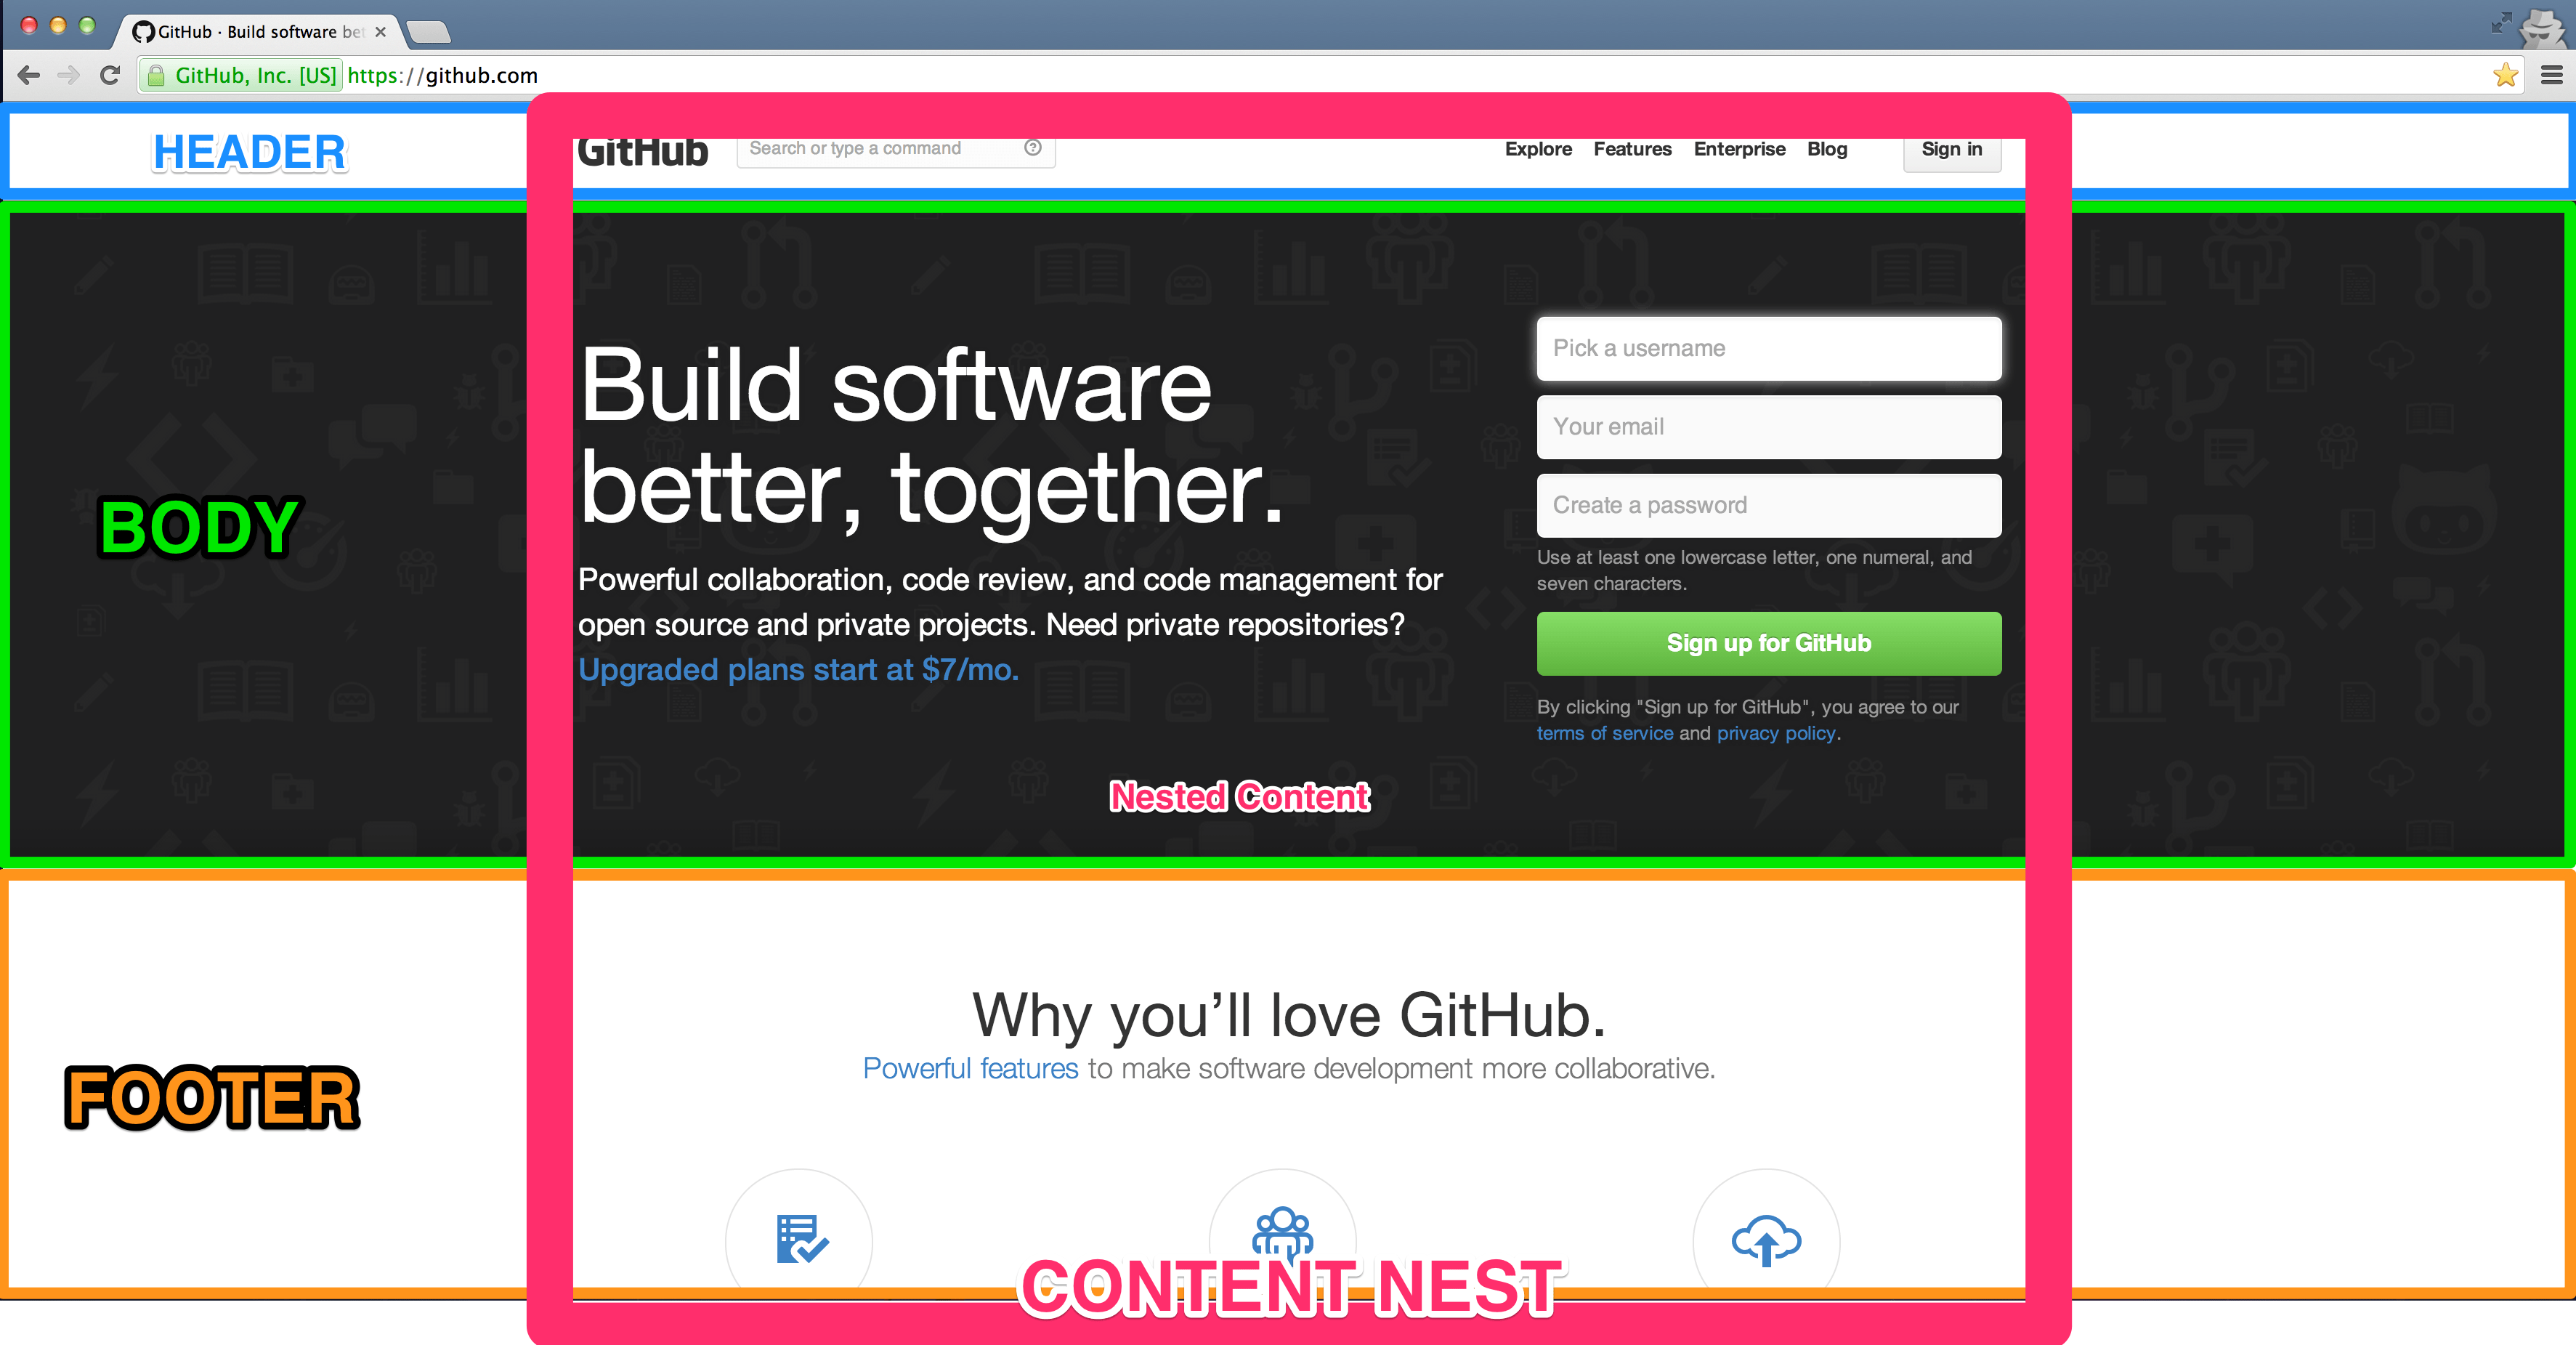 GitHub · Build software be
GitHub, Inc. [US] https://github.com
HEADER
GitHub
Search or type a command
Explore Features Enterprise Blog Sign in
BODY
Build software
better, together.
Powerful collaboration, code review, and code management for
open source and private projects. Need private repositories?
Upgraded plans start at $7/mo.
Pick a username
Your email
Create a password
Use at least one lowercase letter, one numeral, and
seven characters.
Sign up for GitHub
By clicking "Sign up for GitHub", you agree to our
terms of service and privacy policy.
Nested Content
FOOTER
Why you’ll love GitHub.
Powerful features to make software development more collaborative.
CONTENT NEST